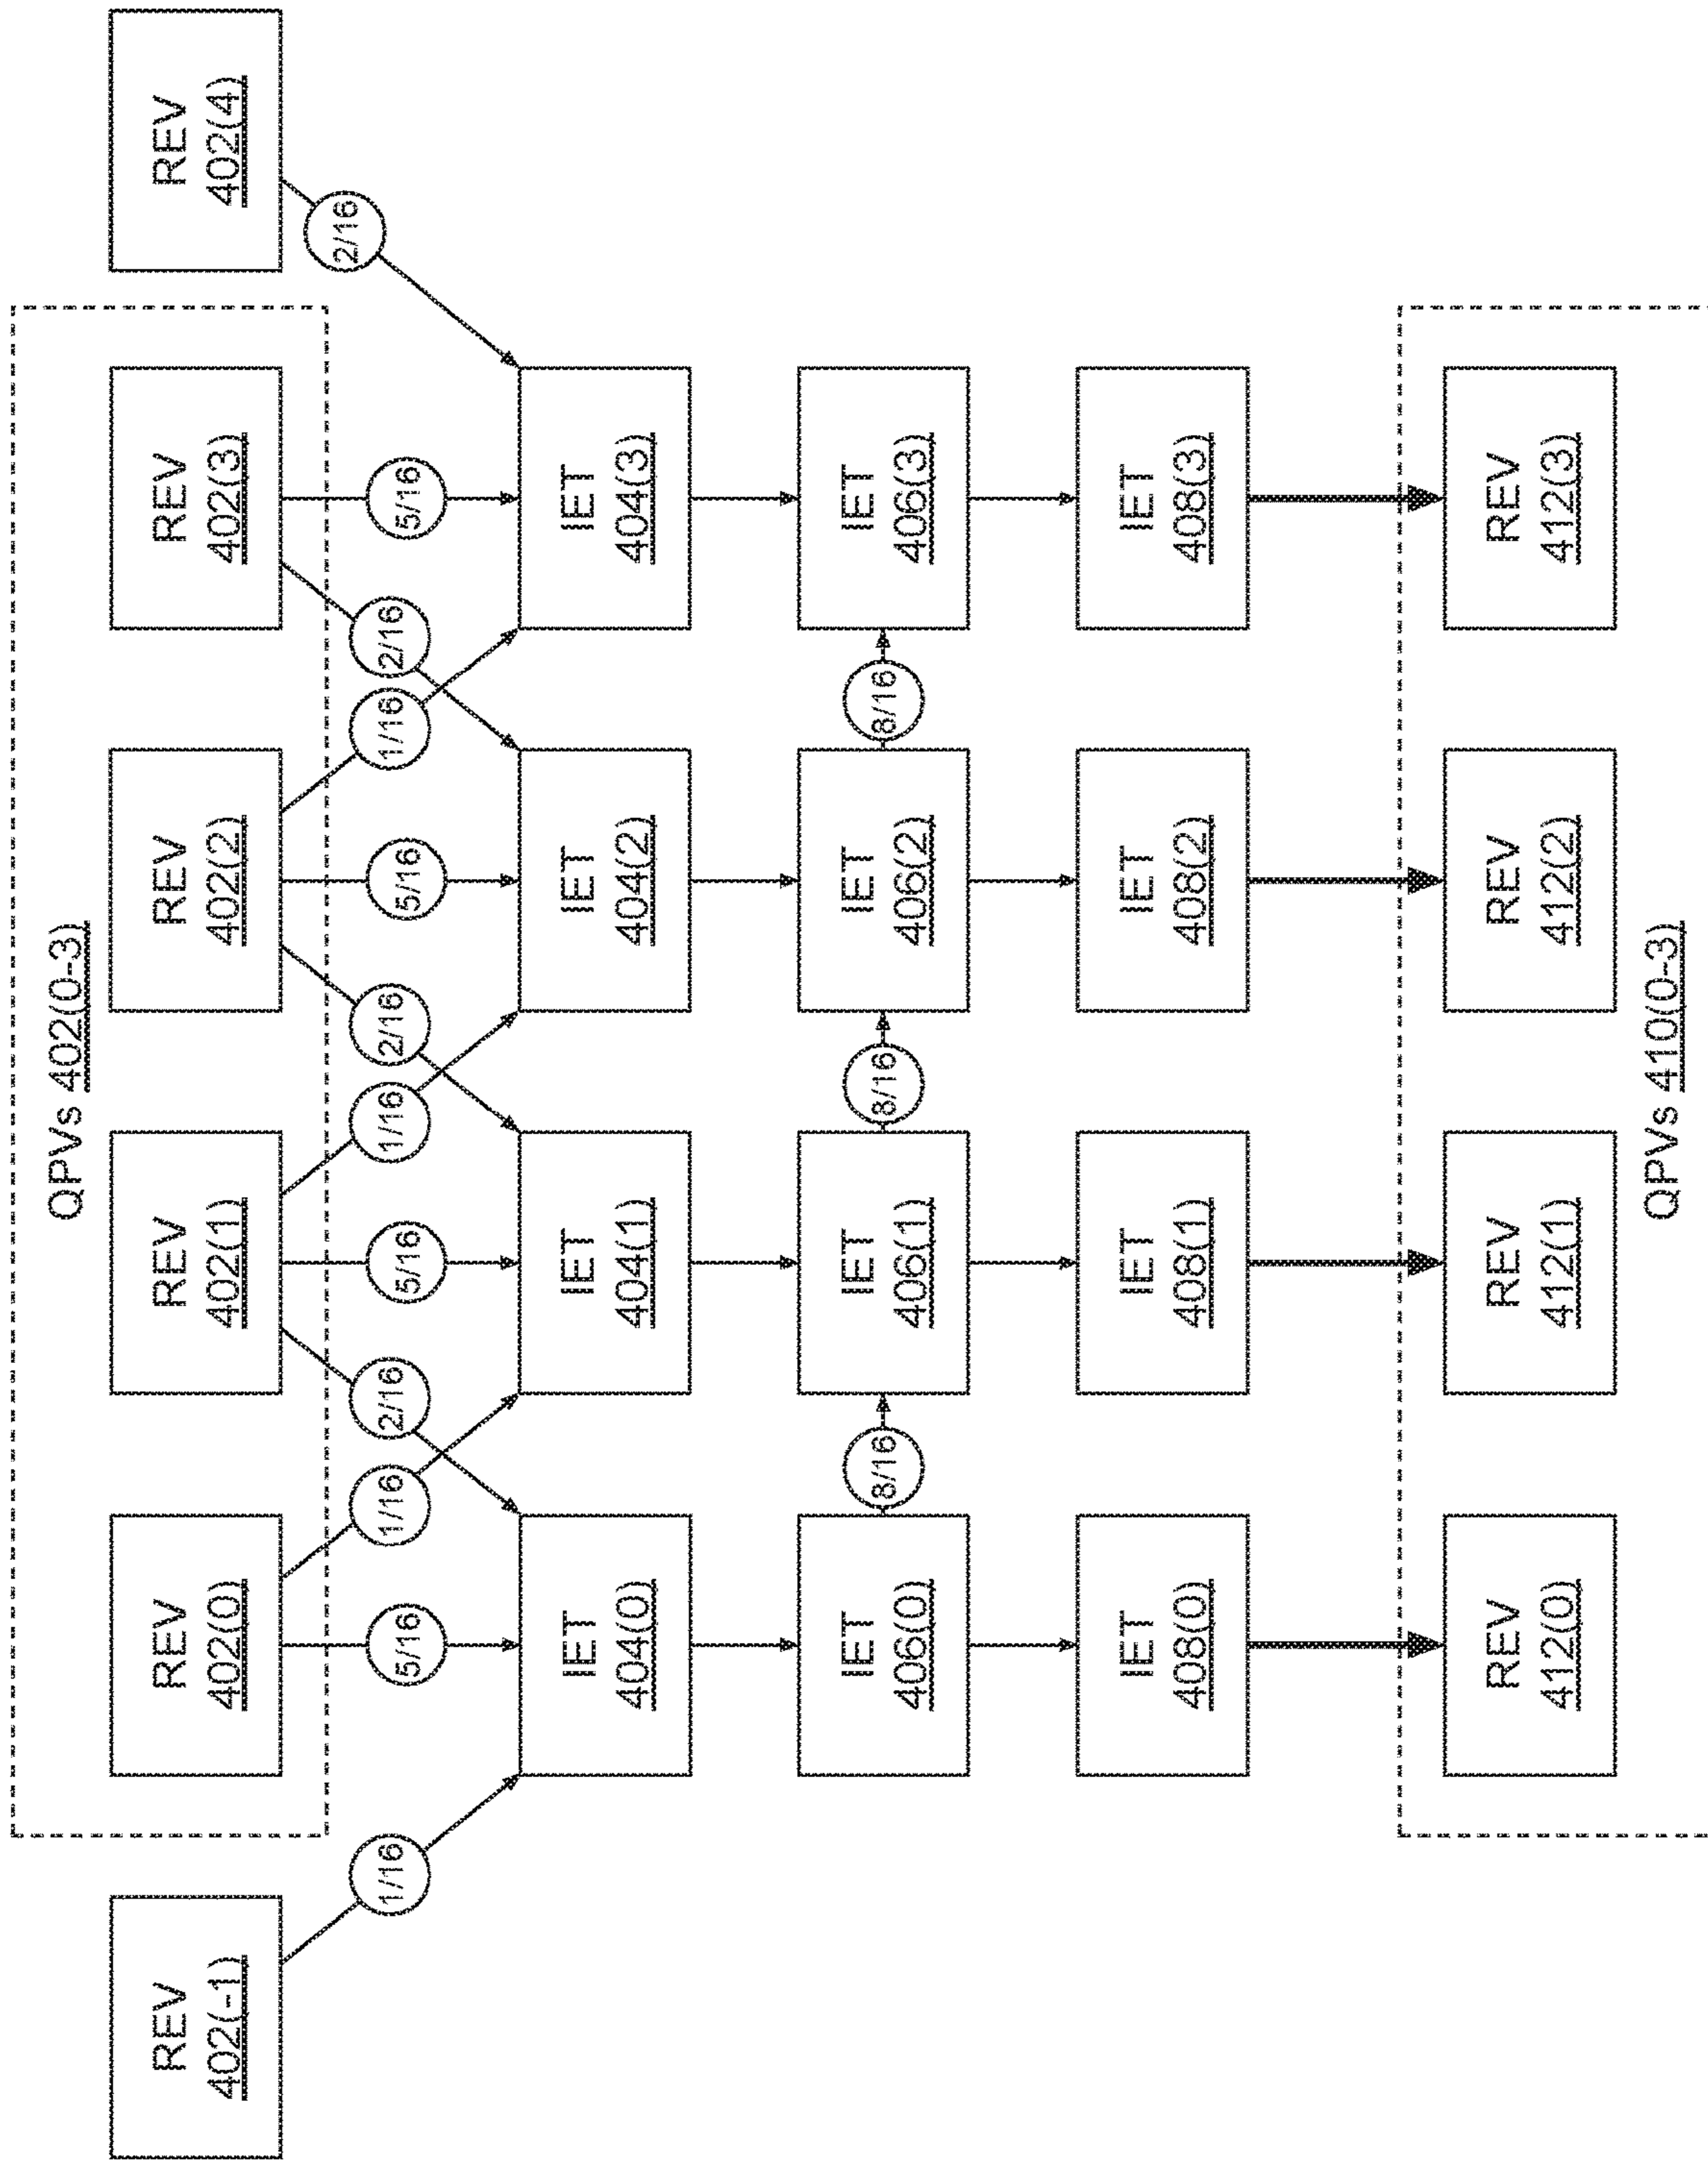 QPVs 402(0-3)
REV
402(-1)
REV
402(0)
REV
402(1)
REV
402(2)
REV
402(3)
REV
402(4)
1/16
5/16
1/16
2/16
5/16
1/16
2/16
5/16
1/16
2/16
5/16
2/16
IET
404(0)
IET
404(1)
IET
404(2)
IET
404(3)
IET
406(0)
8/16
IET
406(1)
8/16
IET
406(2)
8/16
IET
406(3)
IET
408(0)
IET
408(1)
IET
408(2)
IET
408(3)
REV
412(0)
REV
412(1)
REV
412(2)
REV
412(3)
QPVs 410(0-3)